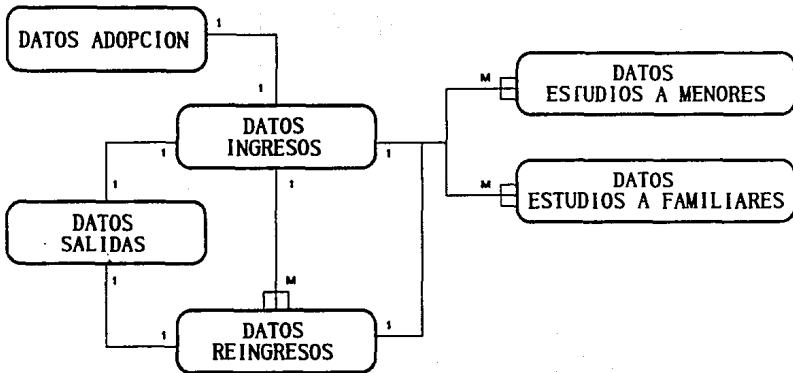 1
DATOS ADOPCION
1
M
DATOS
ESTUDIOS A MENORES
DATOS
INGRESOS
1
1
1
1
M
DATOS
ESTUDIOS A FAMILIARES
1
DATOS
SALIDAS
1
M
1
1
DATOS
REINGRESOS